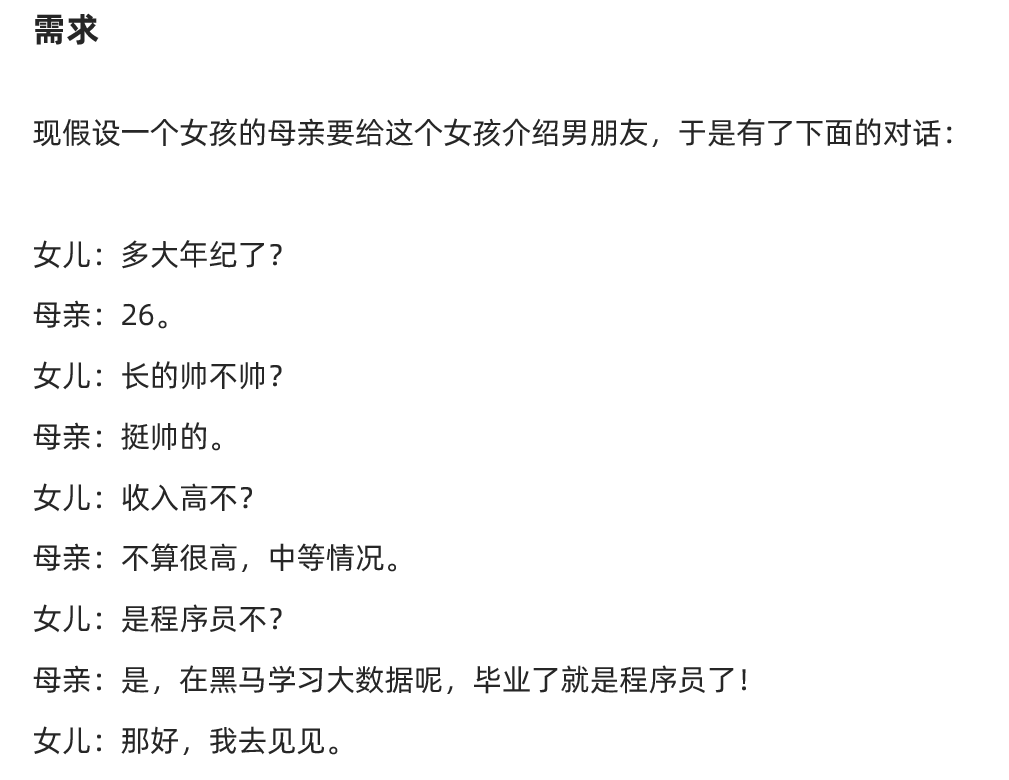 需求
现假设一个女孩的母亲要给这个女孩介绍男朋友，于是有了下面的对话：
女儿：多大年纪了？
母亲：26。
女儿：长的帅不帅？
母亲：挺帅的。
女儿：收入高不？
母亲：不算很高，中等情况。
女儿：是程序员不？
母亲：是，在黑马学习大数据呢，毕业了就是程序员了！
女儿：那好，我去见见。